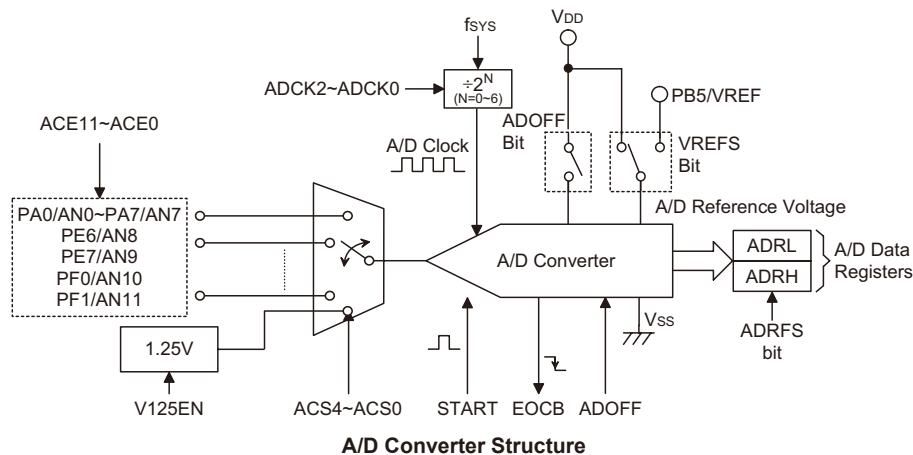 fSYS
VDD
ADCK2~ADCK0
÷2N
(N=0~6)
PB5/VREF
ACE11~ACE0
ADOFF
Bit
VREFS
Bit
A/D Clock
PA0/AN0~PA7/AN7
PE6/AN8
PE7/AN9
PF0/AN10
PF1/AN11
A/D Reference Voltage
A/D Converter
ADRL
ADRH
A/D Data
Registers
VSS
ADRFS
bit
1.25V
V125EN
ACS4~ACS0
START
EOCB
ADOFF
A/D Converter Structure